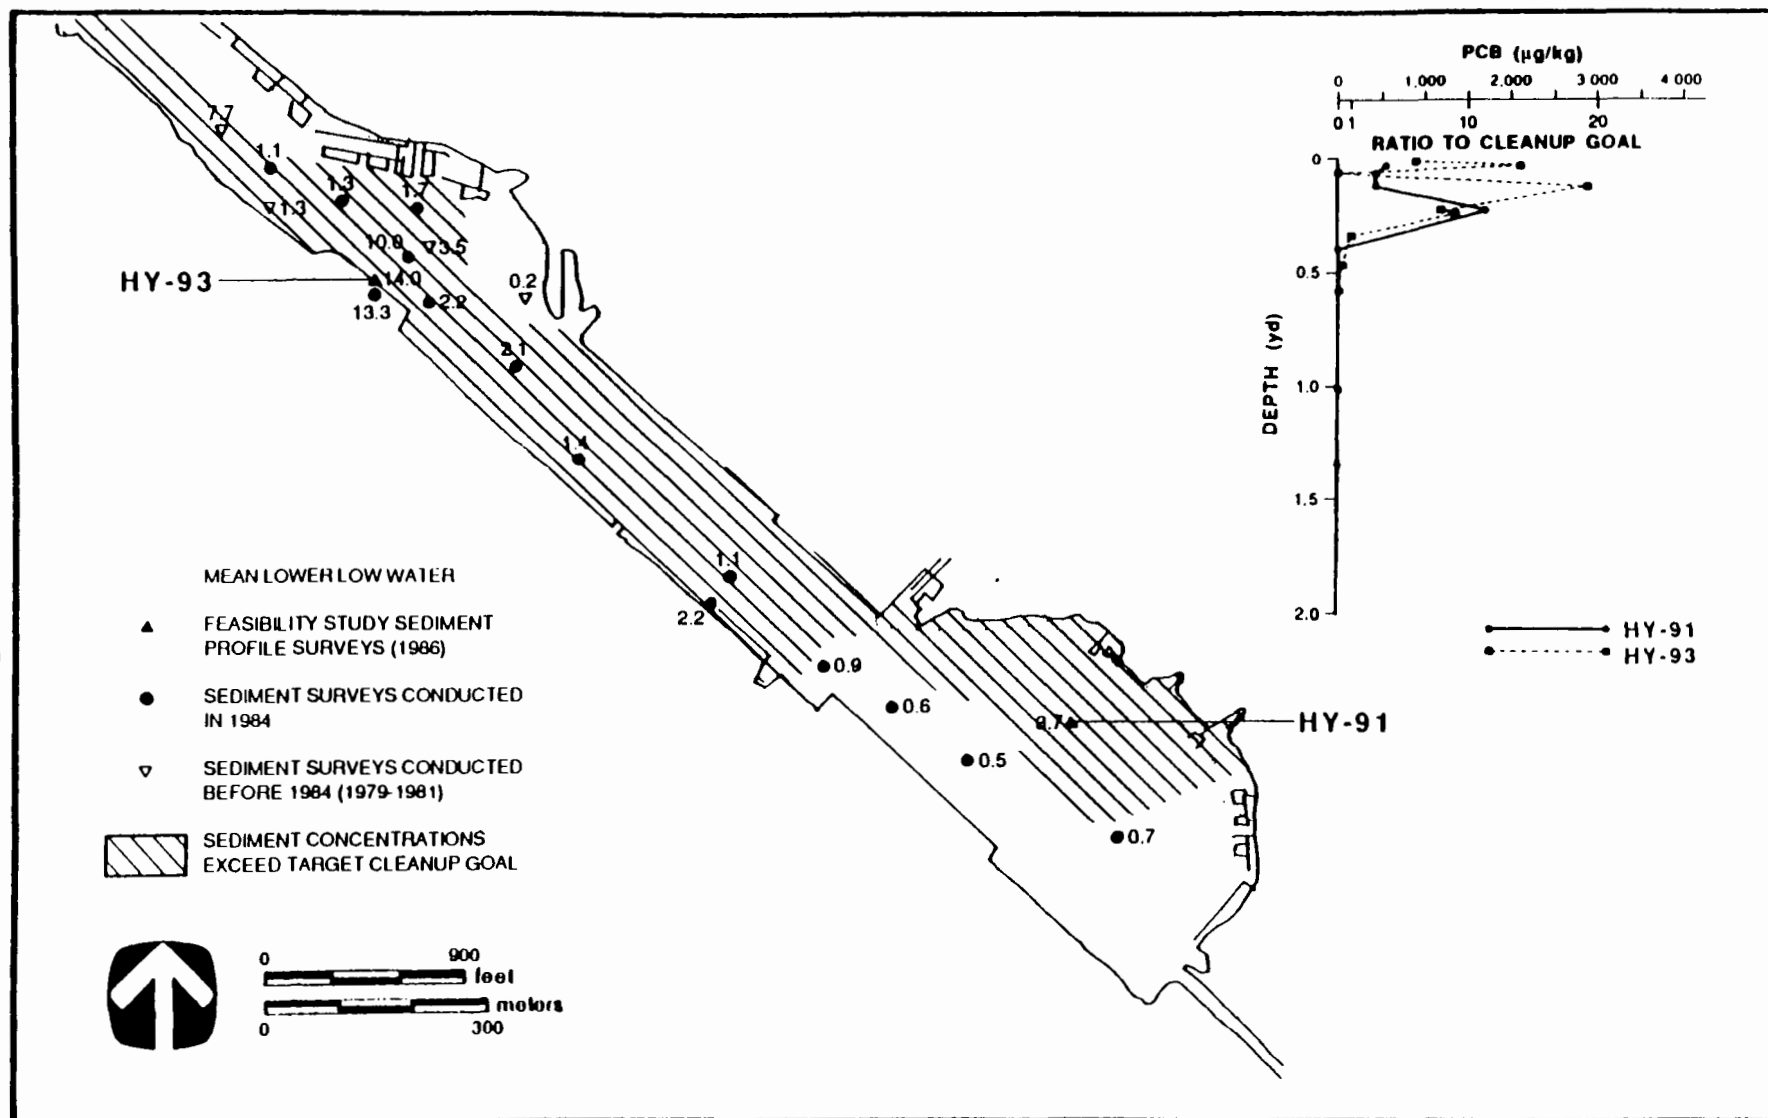 PCB (µg/kg)
0 1,000 2,000 3 000 4 000
0 1 10 20
RATIO TO CLEANUP GOAL
0
0.5
1.0
1.5
2.0
DEPTH (yd)
HY-91
HY-93
7.7
1.1
1.3
1.3
1.7
10.0
3.5
HY-93
14.0
13.3
2.2
0.2
2.1
1.4
1.1
2.2
0.9
0.6
0.5
HY-91
0.7
MEAN LOWER LOW WATER
FEASIBILITY STUDY SEDIMENT
PROFILE SURVEYS (1986)
SEDIMENT SURVEYS CONDUCTED
IN 1984
SEDIMENT SURVEYS CONDUCTED
BEFORE 1984 (1979-1981)
SEDIMENT CONCENTRATIONS
EXCEED TARGET CLEANUP GOAL
0 900
feet
meters
0 300